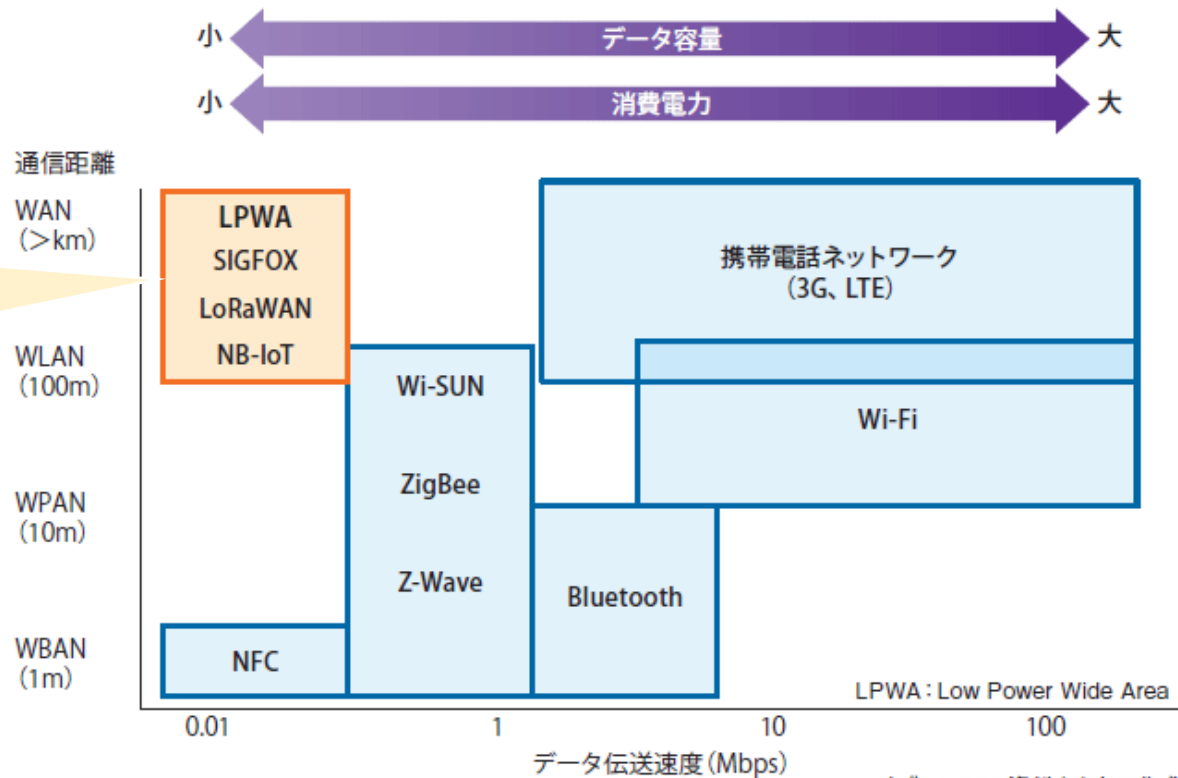 小 データ容量 大
小 消費電力 大
通信距離
WAN
(>km)
LPWA
SIGFOX
LoRaWAN
NB-IoT
携帯電話ネットワーク
(3G、LTE)
WLAN
(100m)
Wi-SUN
ZigBee
Z-Wave
Wi-Fi
WPAN
(10m)
Bluetooth
WBAN
(1m)
NFC
LPWA:Low Power Wide Area
0.01 1 10 100
データ伝送速度(Mbps)